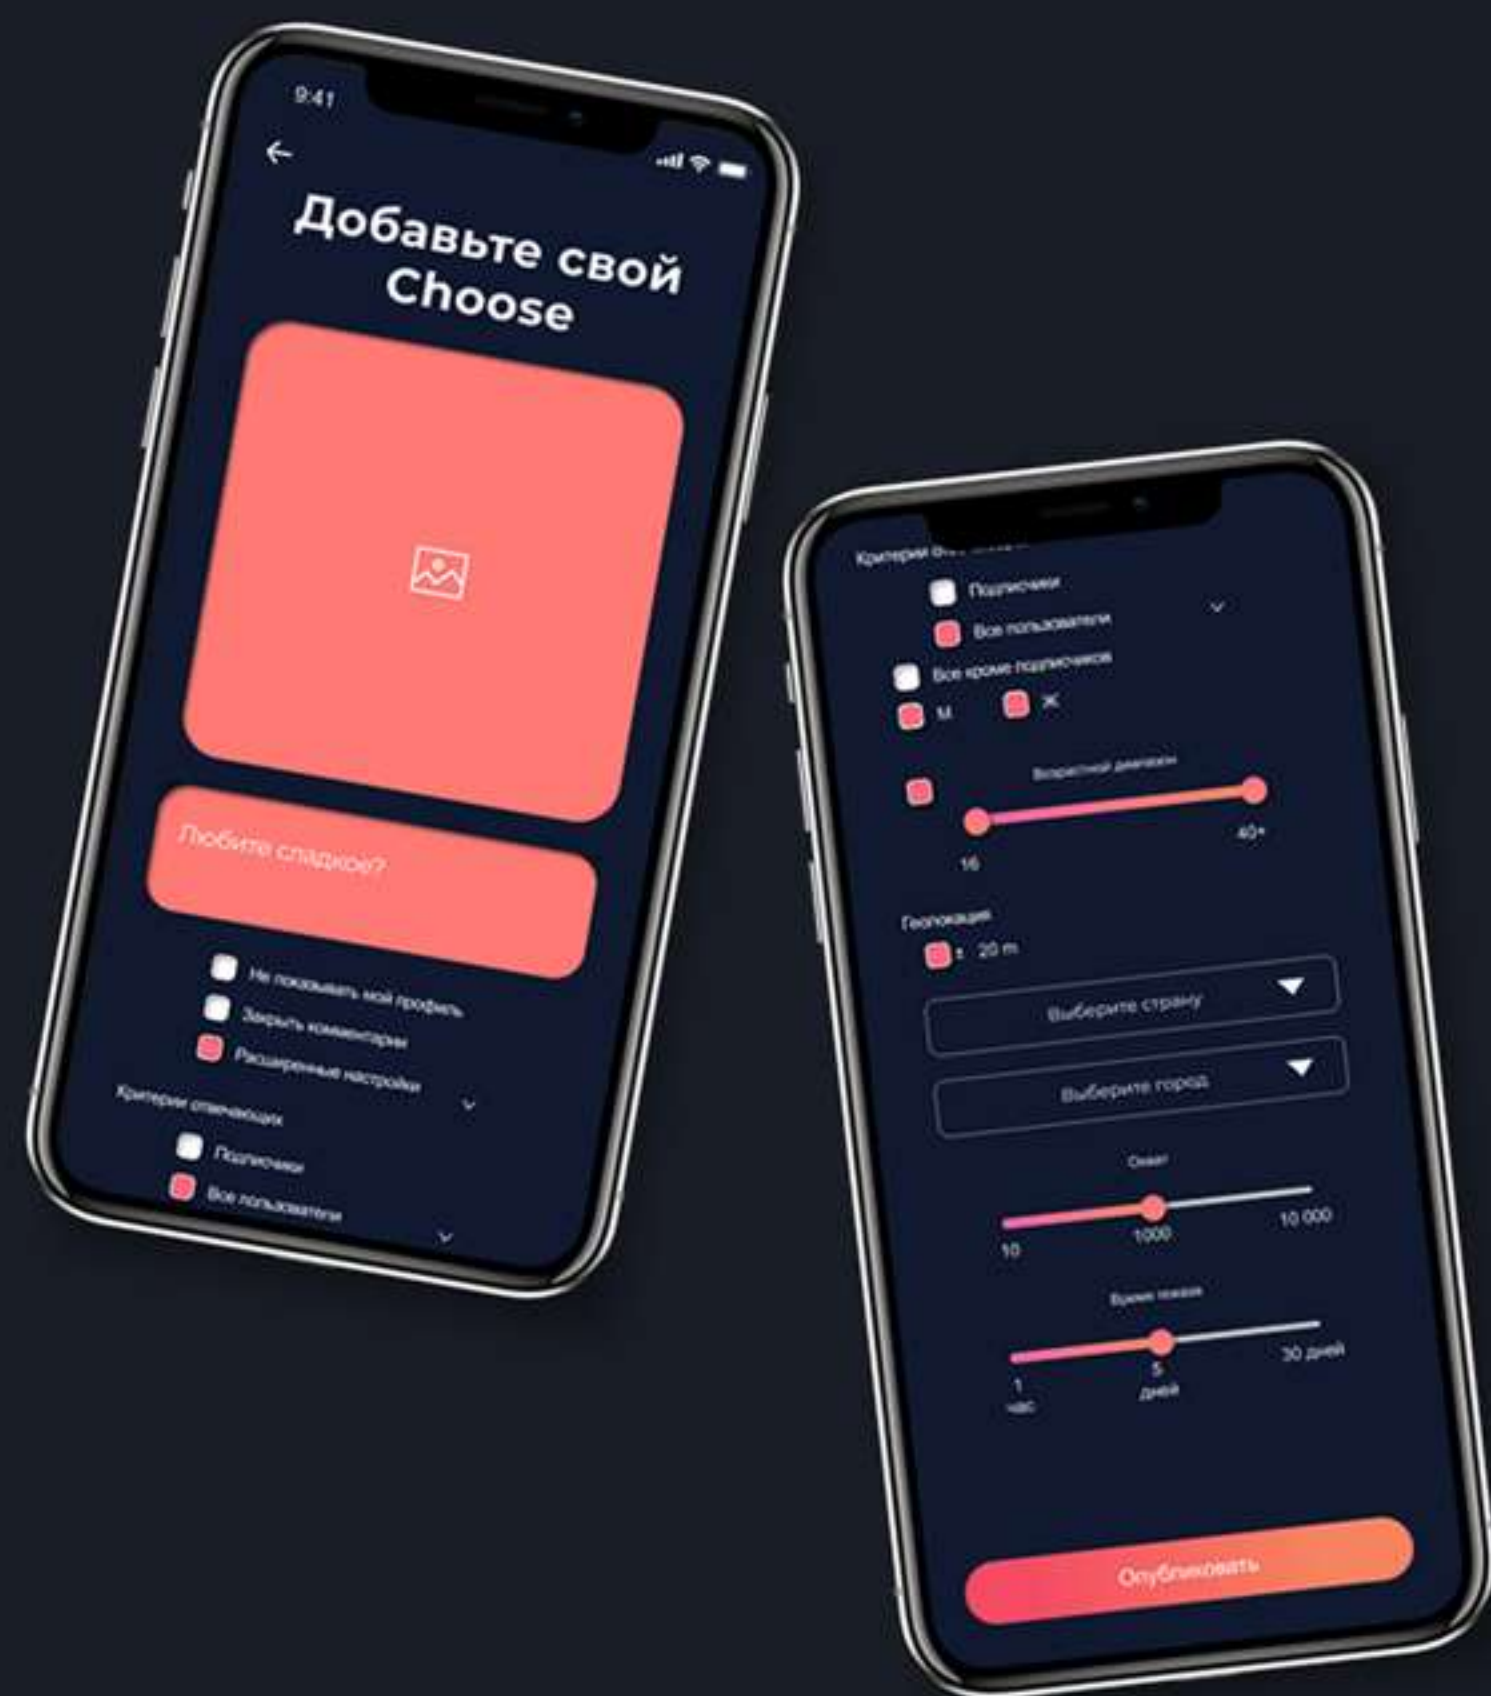 9:41
Добавьте свой
Choose
Любите сладкое?
Не показывать мой профиль
Закрыть комментарии
Расширенные настройки
Критерии отвечающих
Подписчики
Все пользователи
Критерии
Подписчики
Все пользователи
Все кроме подписчиков
М Ж
Возрастной диапазон
16 40+
Геолокация
20 m
Выберите страну
Выберите город
Охват
10 1000 10 000
Время показа
1 5 30 дней
час дней
Опубликовать